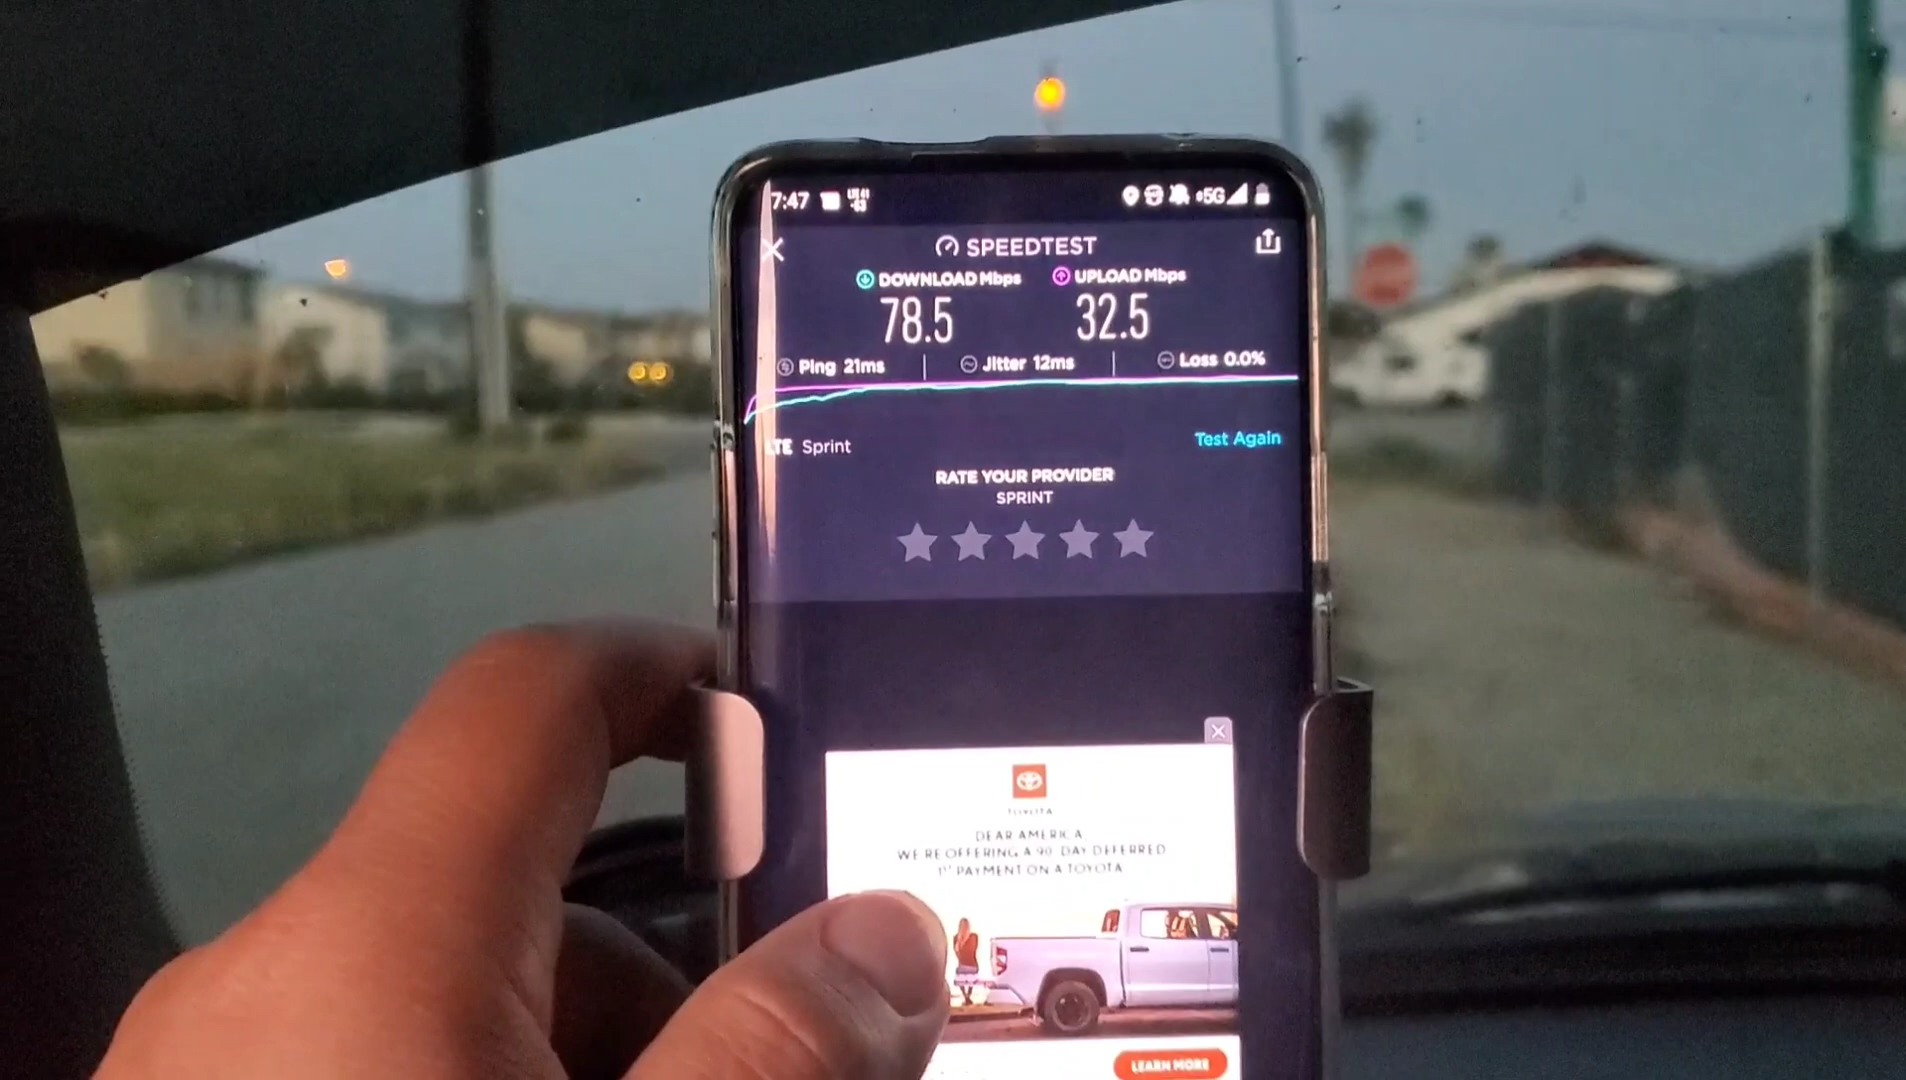 7:47
5G
SPEEDTEST
DOWNLOAD Mbps UPLOAD Mbps
78.5 32.5
Ping 21ms Jitter 12ms Loss 0.0%
Sprint Test Again
RATE YOUR PROVIDER
SPRINT
TOYOTA
DEAR AMERICA
WE'RE OFFERING A 90-DAY DEFERRED
1ST PAYMENT ON A TOYOTA
LEARN MORE